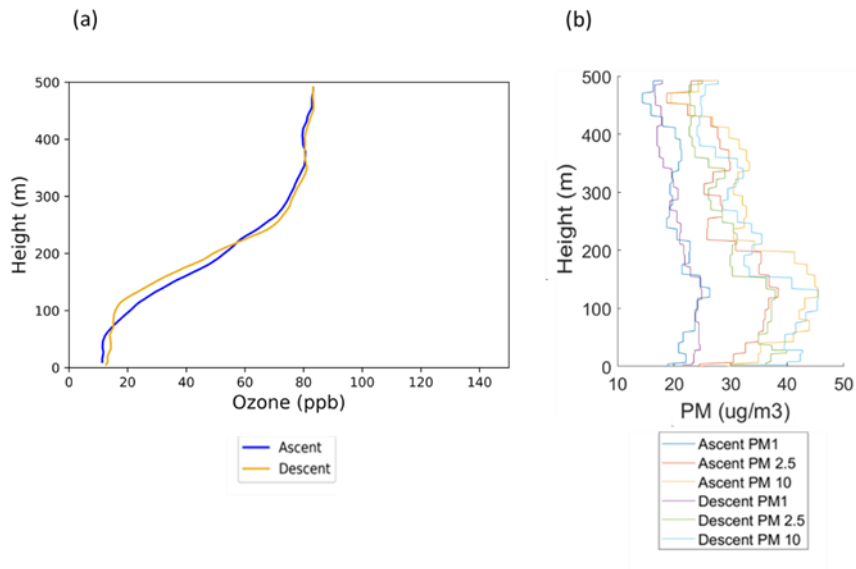 (a)
(b)
500
400
300
200
100
0
Height (m)
0 20 40 60 80 100 120 140
Ozone (ppb)
Ascent
Descent
500
400
300
200
100
0
Height (m)
10 20 30 40 50
PM (ug/m3)
Ascent PM1
Ascent PM 2.5
Ascent PM 10
Descent PM1
Descent PM 2.5
Descent PM 10